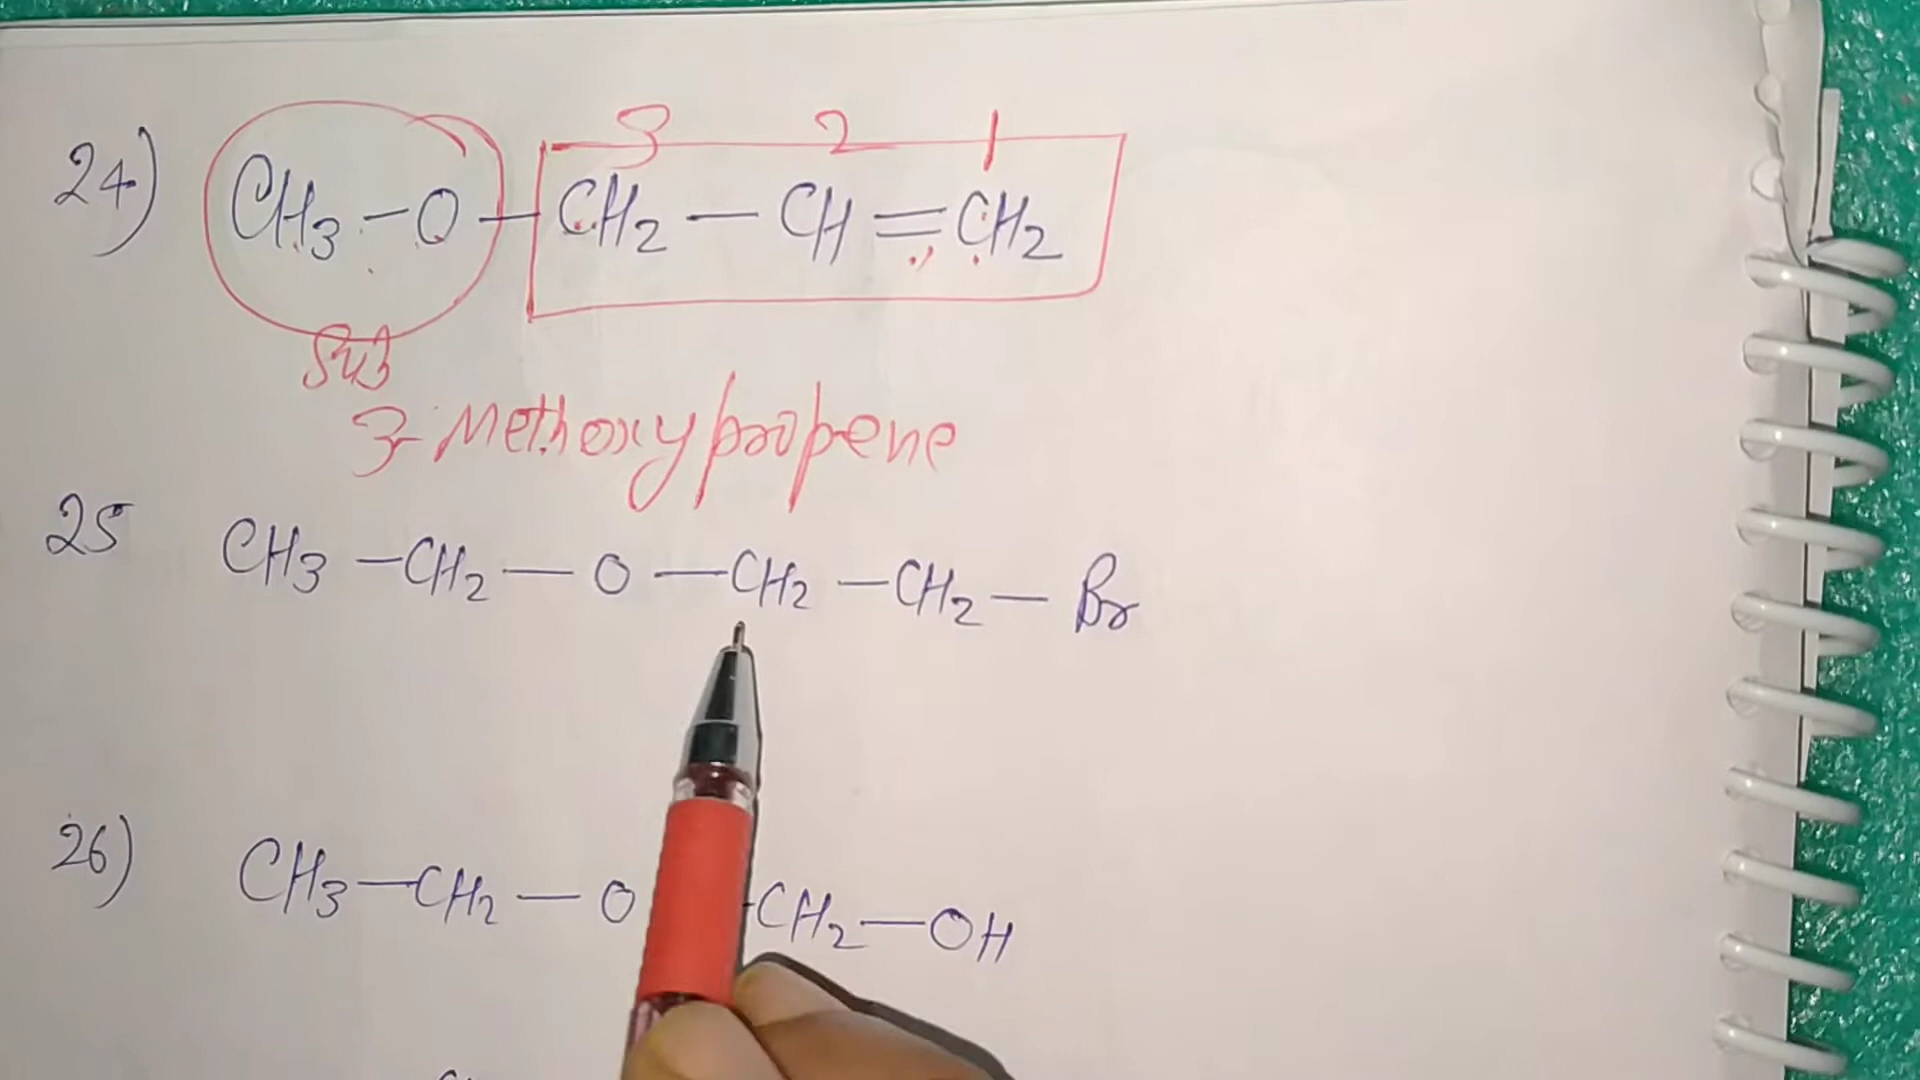 3 2 1
24) CH3 - O - CH2 - CH = CH2
Sub
3-Methoxypropene
25 CH3 - CH2 - O - CH2 - CH2 - Br
26) CH3 - CH2 - O - CH2 - OH